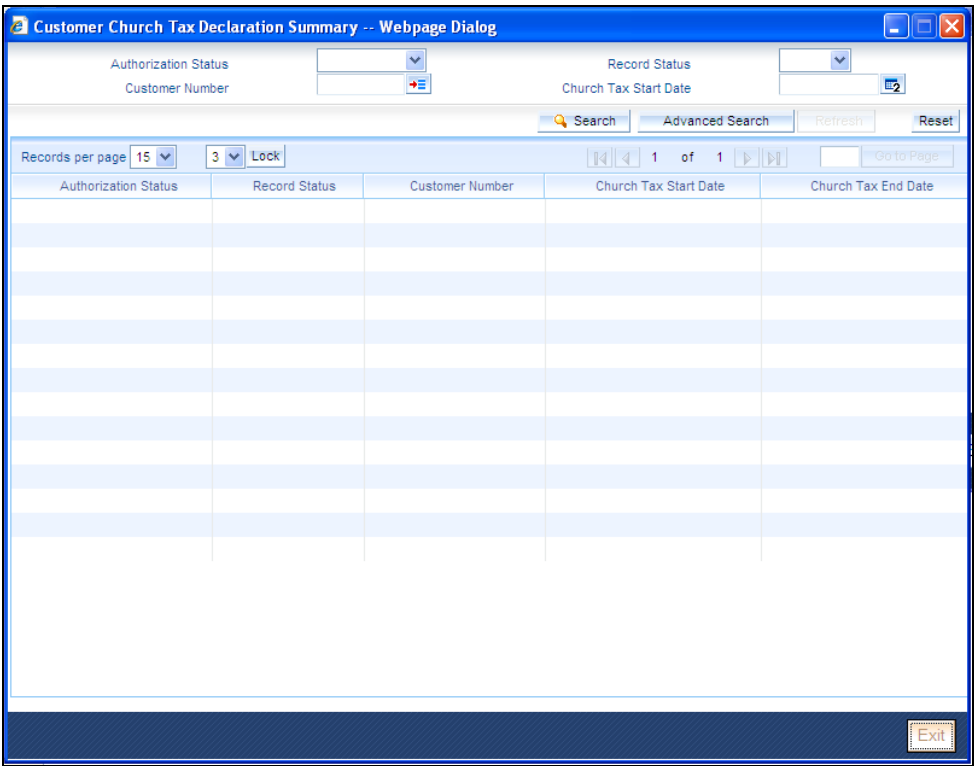 Customer Church Tax Declaration Summary -- Webpage Dialog
Authorization Status Record Status
Customer Number Church Tax Start Date
Search Advanced Search Refresh Reset
Records per page 15 3 Lock 1 of 1 Go to Page
Authorization Status Record Status Customer Number Church Tax Start Date Church Tax End Date
Exit